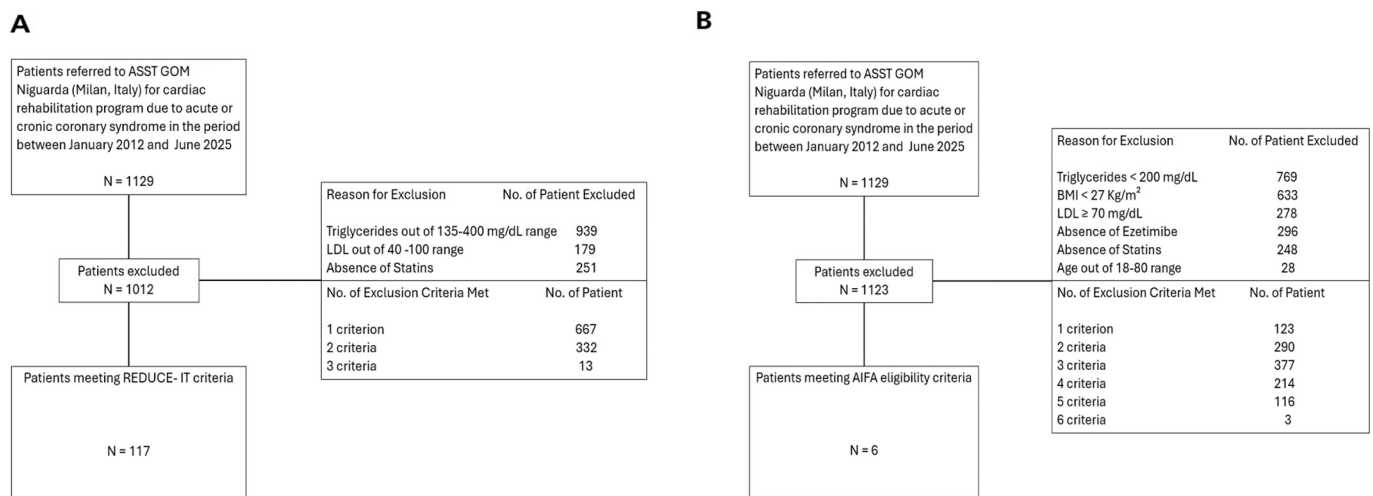 A
Patients referred to ASST GOM
Niguarda (Milan, Italy) for cardiac
rehabilitation program due to acute or
cronic coronary syndrome in the period
between January 2012 and June 2025
N = 1129
Patients excluded
N = 1012
Reason for Exclusion No. of Patient Excluded
Triglycerides out of 135-400 mg/dL range 939
LDL out of 40 -100 range 179
Absence of Statins 251
No. of Exclusion Criteria Met No. of Patient
1 criterion 667
2 criteria 332
3 criteria 13
Patients meeting REDUCE- IT criteria
N = 117
B
Patients referred to ASST GOM
Niguarda (Milan, Italy) for cardiac
rehabilitation program due to acute or
cronic coronary syndrome in the period
between January 2012 and June 2025
N = 1129
Patients excluded
N = 1123
Reason for Exclusion No. of Patient Excluded
Triglycerides < 200 mg/dL 769
BMI < 27 Kg/m² 633
LDL ≥ 70 mg/dL 278
Absence of Ezetimibe 296
Absence of Statins 248
Age out of 18-80 range 28
No. of Exclusion Criteria Met No. of Patient
1 criterion 123
2 criteria 290
3 criteria 377
4 criteria 214
5 criteria 116
6 criteria 3
Patients meeting AIFA eligibility criteria
N = 6